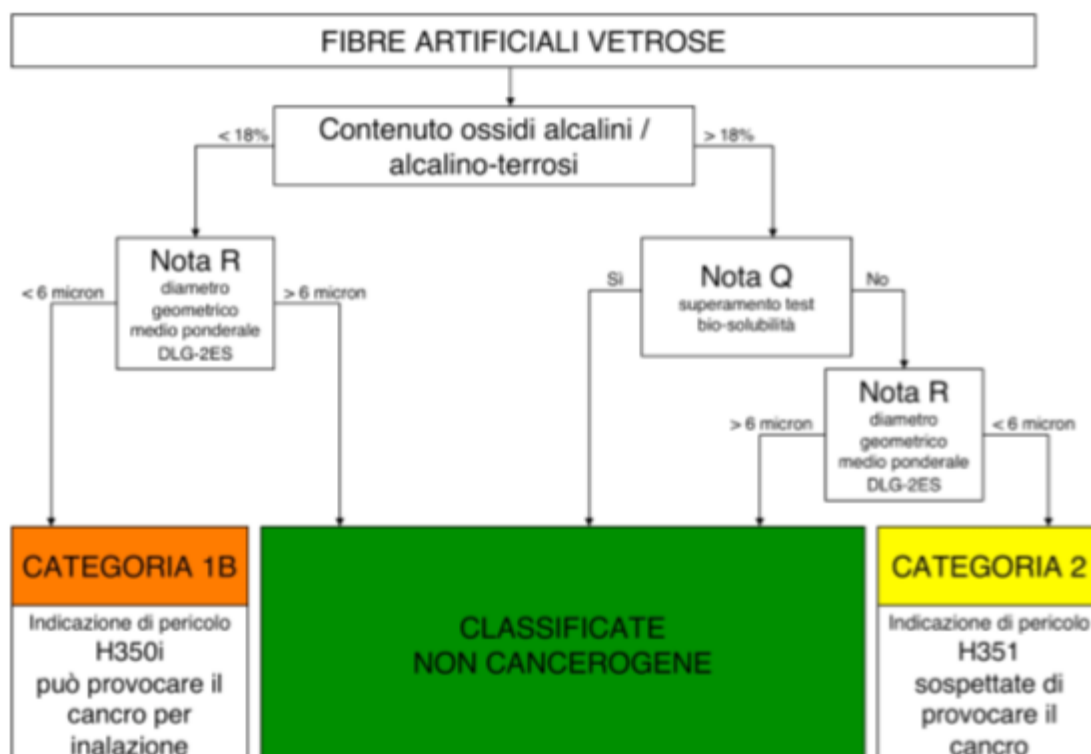 FIBRE ARTIFICIALI VETROSE
< 18%
Contenuto ossidi alcalini /
alcalino-terrosi
> 18%
Nota R
diametro
geometrico
medio ponderale
DLG-2ES
< 6 micron
> 6 micron
Sì
Nota Q
superamento test
bio-solubilità
No
Nota R
diametro
geometrico
medio ponderale
DLG-2ES
> 6 micron
< 6 micron
CATEGORIA 1B
Indicazione di pericolo
H350i
può provocare il
cancro per
inalazione
CLASSIFICATE
NON CANCEROGENE
CATEGORIA 2
Indicazione di pericolo
H351
sospettate di
provocare il
cancro